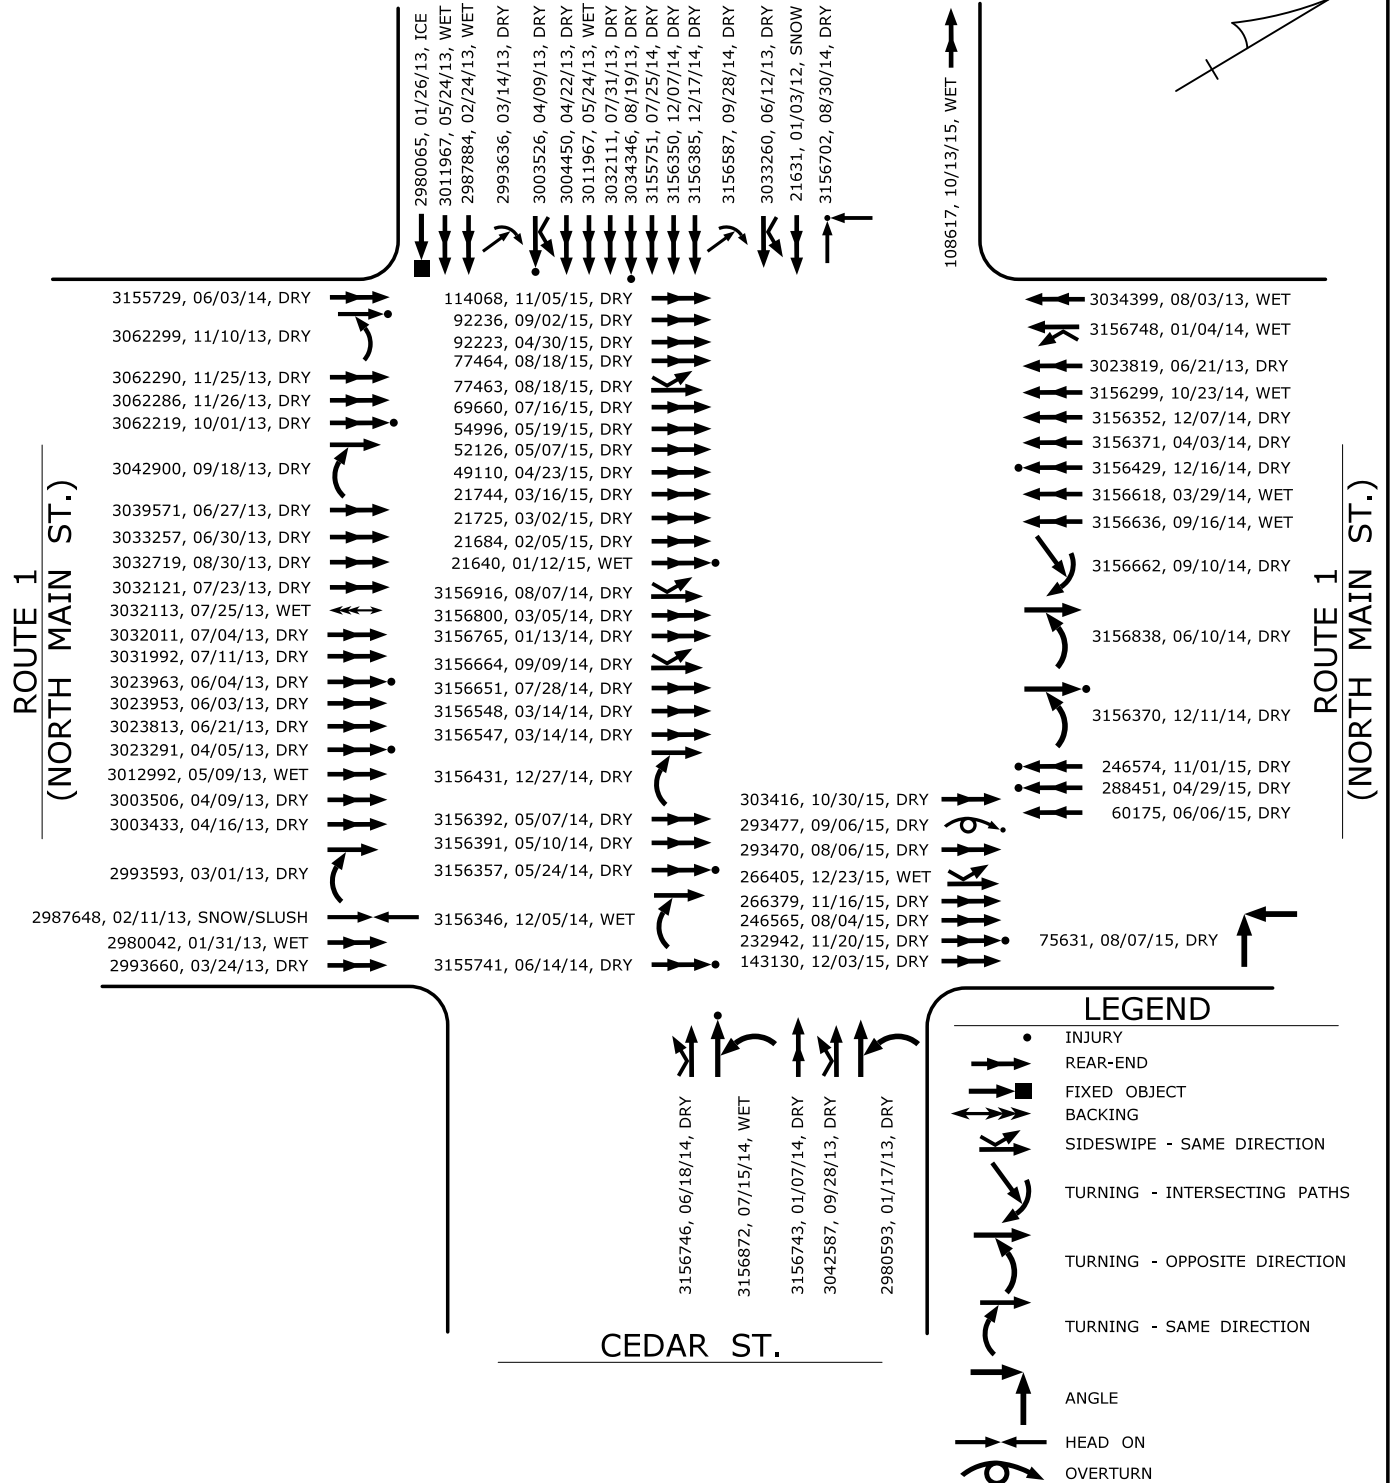 2980065, 01/26/13, ICE
3011967, 05/24/13, WET
2987884, 02/24/13, WET
2993636, 03/14/13, DRY
3003526, 04/09/13, DRY
3004450, 04/22/13, DRY
3011967, 05/24/13, WET
3032111, 07/31/13, DRY
3034346, 08/19/13, DRY
3155751, 07/25/14, DRY
3156350, 12/07/14, DRY
3156385, 12/17/14, DRY
3156587, 09/28/14, DRY
3033260, 06/12/13, DRY
21631, 01/03/12, SNOW
3156702, 08/30/14, DRY
108617, 10/13/15, WET
ROUTE 1
(NORTH MAIN ST.)
3155729, 06/03/14, DRY
3062299, 11/10/13, DRY
3062290, 11/25/13, DRY
3062286, 11/26/13, DRY
3062219, 10/01/13, DRY
3042900, 09/18/13, DRY
3039571, 06/27/13, DRY
3033257, 06/30/13, DRY
3032719, 08/30/13, DRY
3032121, 07/23/13, DRY
3032113, 07/25/13, WET
3032011, 07/04/13, DRY
3031992, 07/11/13, DRY
3023963, 06/04/13, DRY
3023953, 06/03/13, DRY
3023813, 06/21/13, DRY
3023291, 04/05/13, DRY
3012992, 05/09/13, WET
3003506, 04/09/13, DRY
3003433, 04/16/13, DRY
2993593, 03/01/13, DRY
2987648, 02/11/13, SNOW/SLUSH
2980042, 01/31/13, WET
2993660, 03/24/13, DRY
114068, 11/05/15, DRY
92236, 09/02/15, DRY
92223, 04/30/15, DRY
77464, 08/18/15, DRY
77463, 08/18/15, DRY
69660, 07/16/15, DRY
54996, 05/19/15, DRY
52126, 05/07/15, DRY
49110, 04/23/15, DRY
21744, 03/16/15, DRY
21725, 03/02/15, DRY
21684, 02/05/15, DRY
21640, 01/12/15, WET
3156916, 08/07/14, DRY
3156800, 03/05/14, DRY
3156765, 01/13/14, DRY
3156664, 09/09/14, DRY
3156651, 07/28/14, DRY
3156548, 03/14/14, DRY
3156547, 03/14/14, DRY
3156431, 12/27/14, DRY
3156392, 05/07/14, DRY
3156391, 05/10/14, DRY
3156357, 05/24/14, DRY
3156346, 12/05/14, WET
3155741, 06/14/14, DRY
303416, 10/30/15, DRY
293477, 09/06/15, DRY
293470, 08/06/15, DRY
266405, 12/23/15, WET
266379, 11/16/15, DRY
246565, 08/04/15, DRY
232942, 11/20/15, DRY
143130, 12/03/15, DRY
3034399, 08/03/13, WET
3156748, 01/04/14, WET
3023819, 06/21/13, DRY
3156299, 10/23/14, WET
3156352, 12/07/14, DRY
3156371, 04/03/14, DRY
3156429, 12/16/14, DRY
3156618, 03/29/14, WET
3156636, 09/16/14, WET
3156662, 09/10/14, DRY
3156838, 06/10/14, DRY
3156370, 12/11/14, DRY
246574, 11/01/15, DRY
288451, 04/29/15, DRY
60175, 06/06/15, DRY
75631, 08/07/15, DRY
ROUTE 1
(NORTH MAIN ST.)
3156746, 06/18/14, DRY
3156872, 07/15/14, WET
3156743, 01/07/14, DRY
3042587, 09/28/13, DRY
2980593, 01/17/13, DRY
CEDAR ST.
LEGEND
INJURY
REAR-END
FIXED OBJECT
BACKING
SIDESWIPE - SAME DIRECTION
TURNING - INTERSECTING PATHS
TURNING - OPPOSITE DIRECTION
TURNING - SAME DIRECTION
ANGLE
HEAD ON
OVERTURN